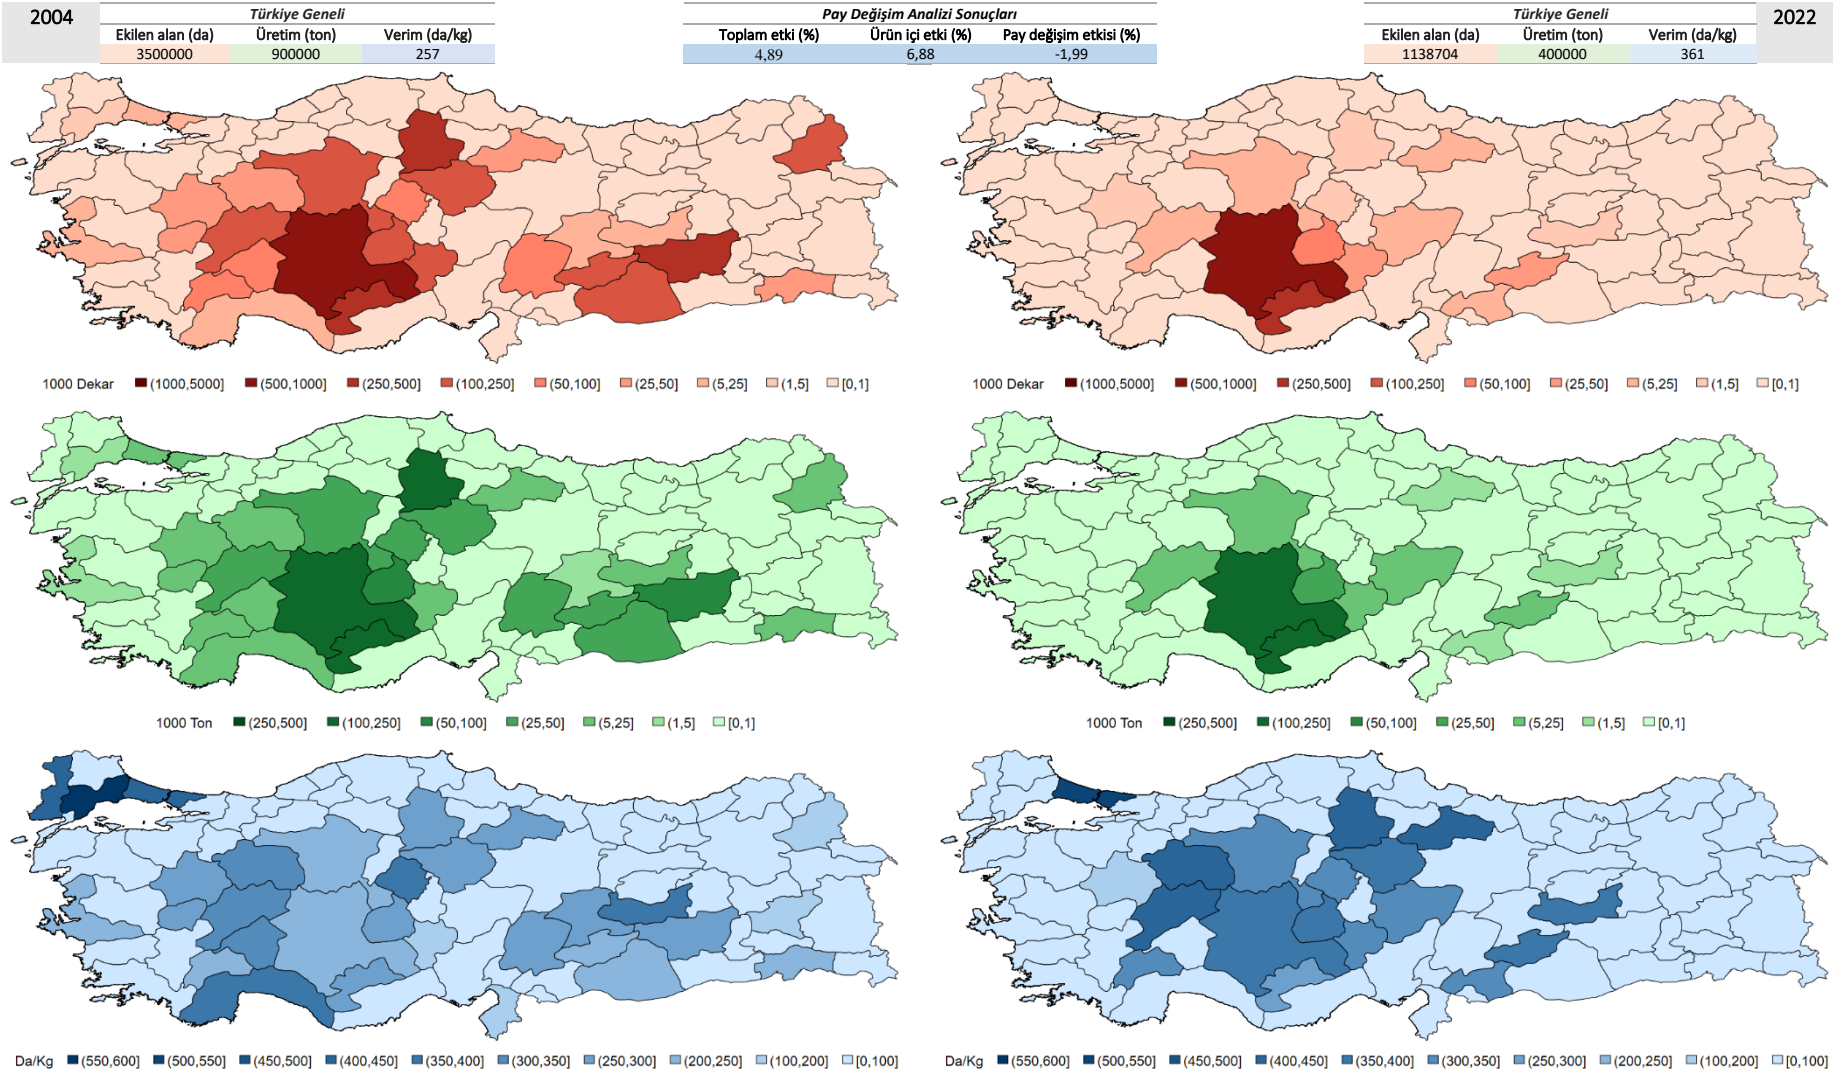 2004
Türkiye Geneli
Ekilen alan (da) Üretim (ton) Verim (da/kg)
3500000 900000 257
Pay Değişim Analizi Sonuçları
Toplam etki (%) Ürün içi etki (%) Pay değişim etkisi (%)
4,89 6,88 -1,99
Türkiye Geneli
Ekilen alan (da) Üretim (ton) Verim (da/kg)
1138704 400000 361
2022
1000 Dekar (1000,5000] (500,1000] (250,500] (100,250] (50,100] (25,50] (5,25] (1,5] [0,1]
1000 Dekar (1000,5000] (500,1000] (250,500] (100,250] (50,100] (25,50] (5,25] (1,5] [0,1]
1000 Ton (250,500] (100,250] (50,100] (25,50] (5,25] (1,5] [0,1]
1000 Ton (250,500] (100,250] (50,100] (25,50] (5,25] (1,5] [0,1]
Da/Kg (550,600] (500,550] (450,500] (400,450] (350,400] (300,350] (250,300] (200,250] (100,200] [0,100]
Da/Kg (550,600] (500,550] (450,500] (400,450] (350,400] (300,350] (250,300] (200,250] (100,200] [0,100]